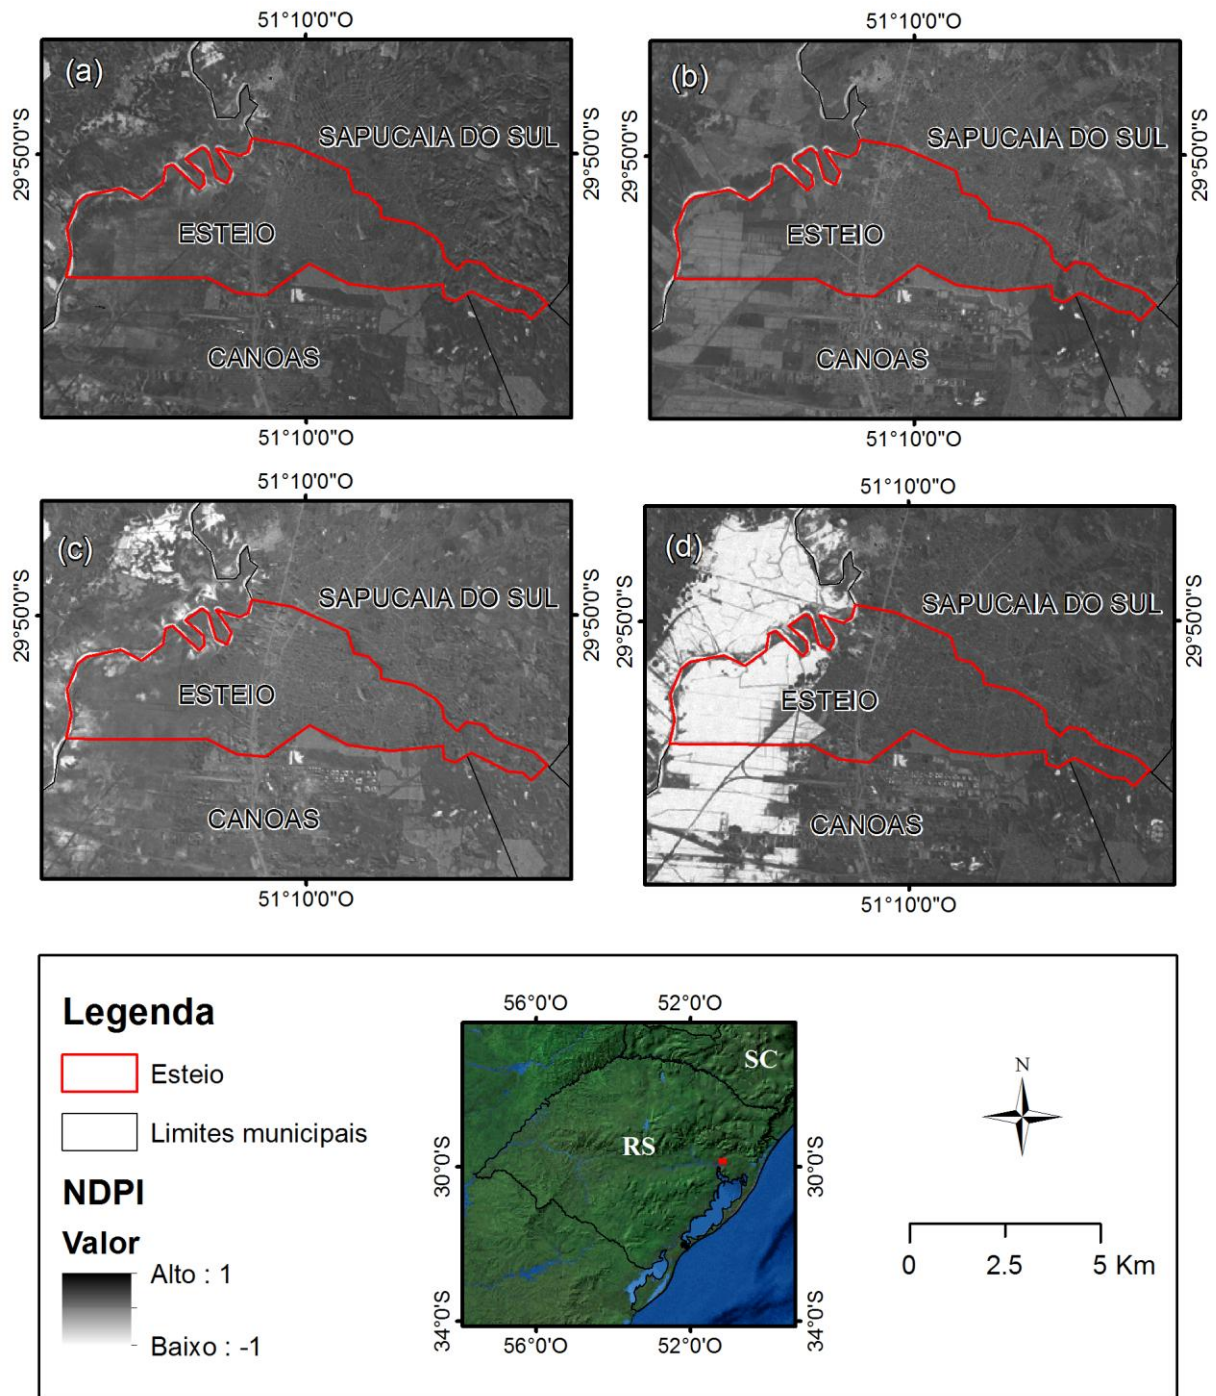 51°10'0"O
51°10'0"O
(a)
SAPUCAIA DO SUL
29°50'0"S
29°50'0"S
ESTEIO
CANOAS
51°10'0"O
(b)
SAPUCAIA DO SUL
29°50'0"S
29°50'0"S
ESTEIO
CANOAS
51°10'0"O
51°10'0"O
51°10'0"O
(c)
SAPUCAIA DO SUL
29°50'0"S
ESTEIO
CANOAS
51°10'0"O
(d)
SAPUCAIA DO SUL
29°50'0"S
29°50'0"S
ESTEIO
CANOAS
51°10'0"O
Legenda
Esteio
Limites municipais
NDPI
Valor
Alto : 1
Baixo : -1
56°0'O
52°0'O
SC
RS
30°0'S
30°0'S
34°0'S
34°0'S
56°0'O
52°0'O
N
0 2.5 5 Km